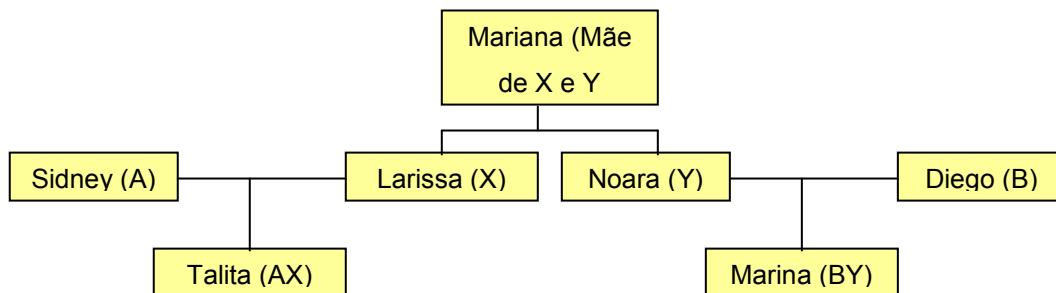 Mariana (Mãe
de X e Y
Sidney (A)
Larissa (X)
Noara (Y)
Diego (B)
Talita (AX)
Marina (BY)